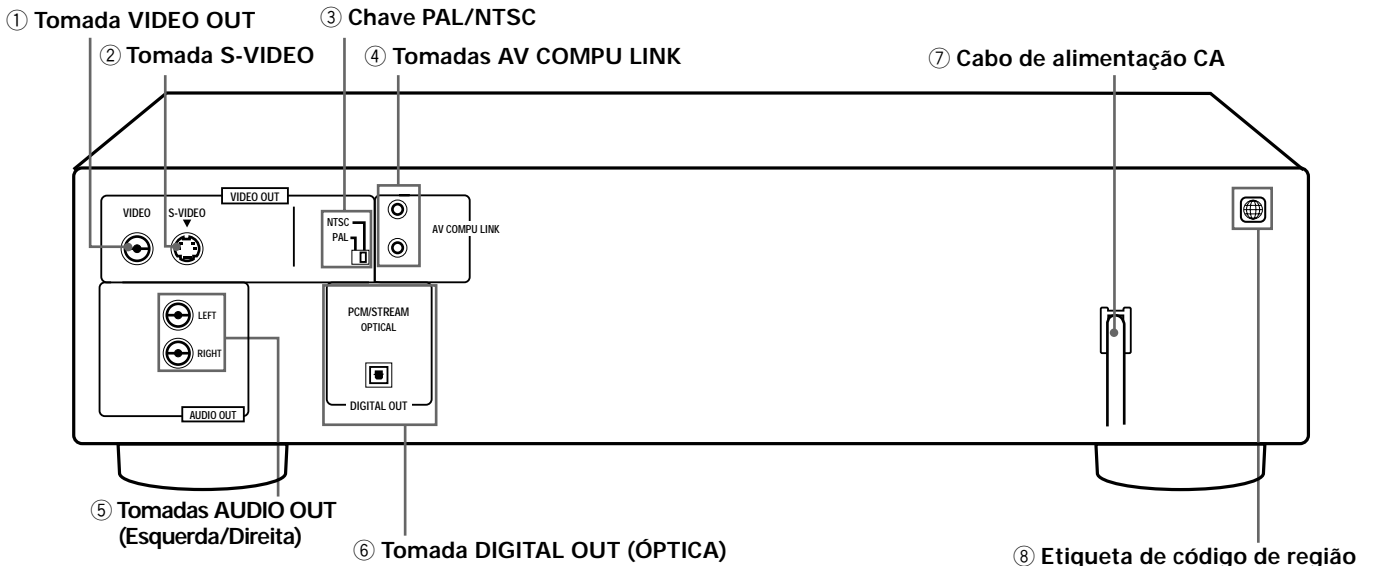 ① Tomada VIDEO OUT
② Tomada S-VIDEO
③ Chave PAL/NTSC
④ Tomadas AV COMPU LINK
⑦ Cabo de alimentação CA
VIDEO OUT
VIDEO
S-VIDEO
NTSC
PAL
AV COMPU LINK
LEFT
RIGHT
AUDIO OUT
PCM/STREAM
OPTICAL
DIGITAL OUT
⑤ Tomadas AUDIO OUT
(Esquerda/Direita)
⑥ Tomada DIGITAL OUT (ÓPTICA)
⑧ Etiqueta de código de região